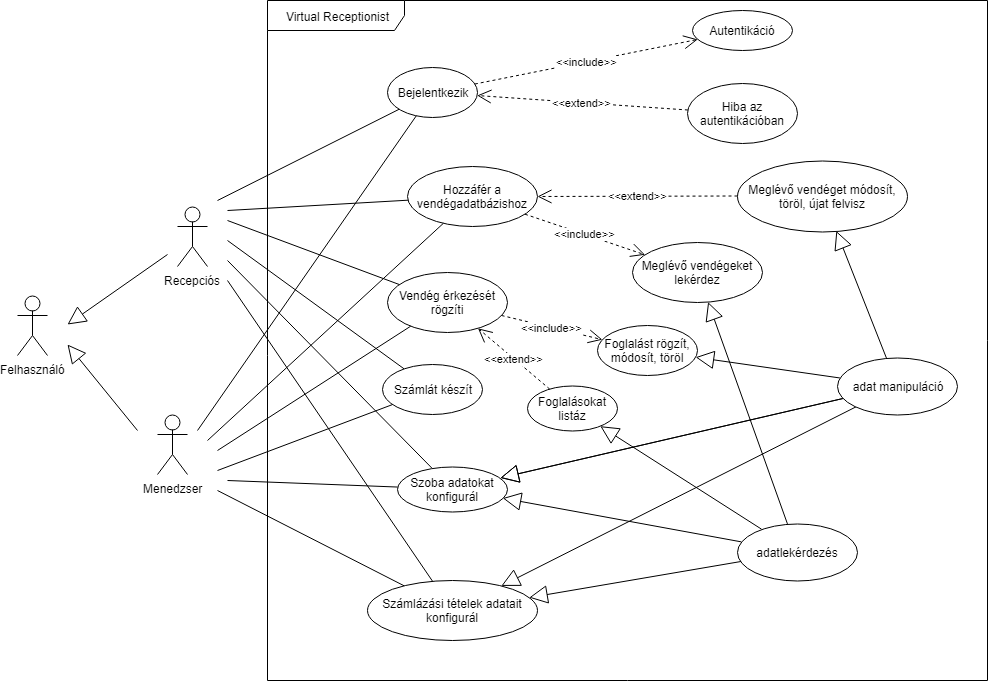 Virtual Receptionist
Autentikáció
<<include>>
Bejelentkezik
<<extend>>
Hiba az
autentikációban
Hozzáfér a
vendégadatbázishoz
<<extend>>
Meglévő vendéget módosít,
töröl, újat felvisz
<<include>>
Recepciós
Meglévő vendégeket
lekérdez
Vendég érkezését
rögzíti
<<include>>
Foglalást rögzít,
módosít, töröl
<<extend>>
Felhasználó
Számlát készít
adat manipuláció
Foglalásokat
listáz
Menedzser
Szoba adatokat
konfigurál
adatlekérdezés
Számlázási tételek adatait
konfigurál